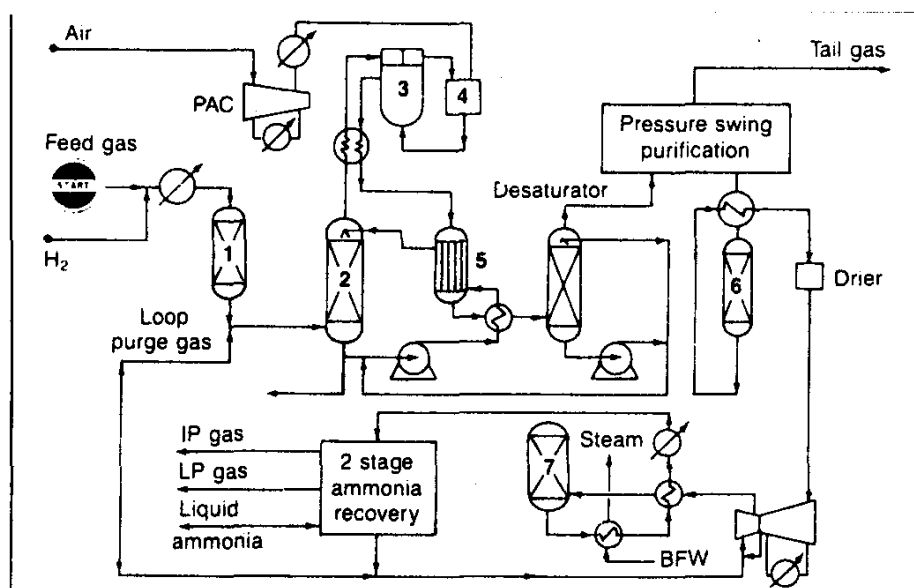 Air
Tail gas
PAC
3
4
Pressure swing
purification
Feed gas
START
Desaturator
H₂
1
2
5
6
Drier
Loop
purge gas
IP gas
LP gas
Liquid
ammonia
2 stage
ammonia
recovery
Steam
7
BFW